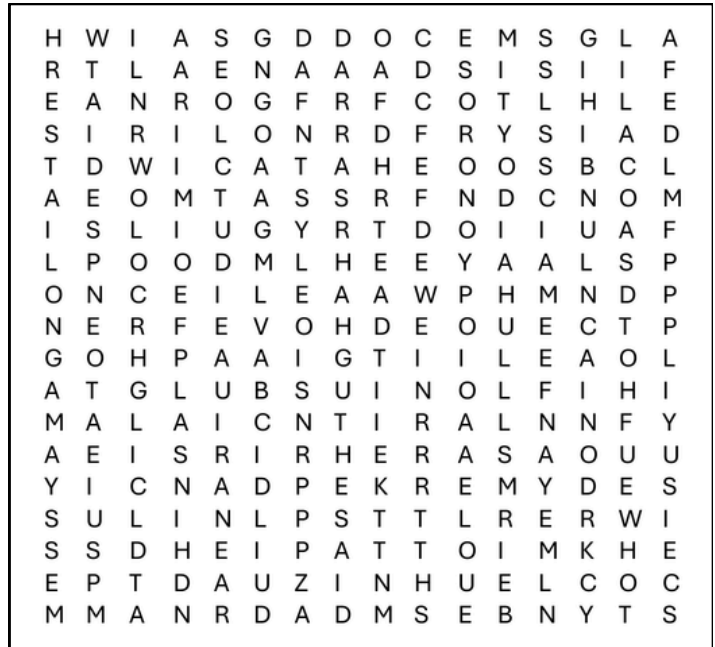 H W I A S G D D O C E M S G L A
R T L A E N A A A D S I S I I F
E A N R O G F R F C O T L H L E
S I R I L O N R D F R Y S I A D
T D W I C A T A H E O O S B C L
A E O M T A S S R F N D C N O M
I S L I U G Y R T D O I I U A F
L P O O D M L H E E Y A A L S P
O N C E I L E A A W P H M N D P
N E R F E V O H D E O U E C T P
G O H P A A I G T I I L E A O L
A T G L U B S U I N O L F I H I
M A L A I C N T I R A L N N F Y
A E I S R I R H E R A S A O U U
Y I C N A D P E K R E M Y D E S
S U L I N L P S T T L R E R W I
S S D H E I P A T T O I M K H E
E P T D A U Z I N H U E L C O C
M M A N R D A D M S E B N Y T S